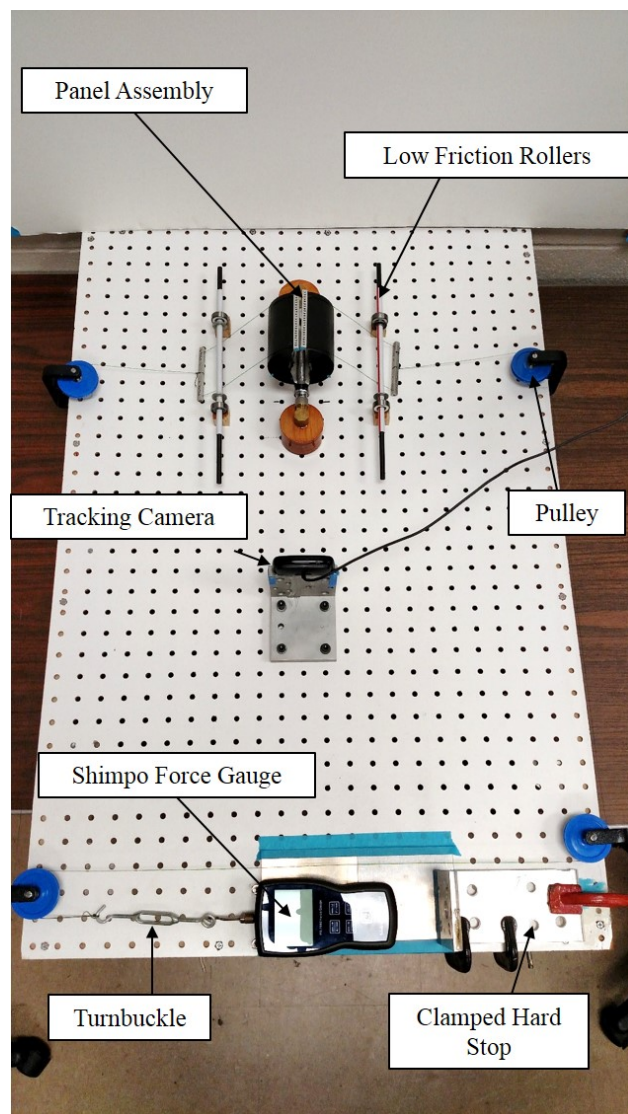 Panel Assembly
Low Friction Rollers
Tracking Camera
Pulley
Shimpo Force Gauge
Turnbuckle
Clamped Hard
Stop